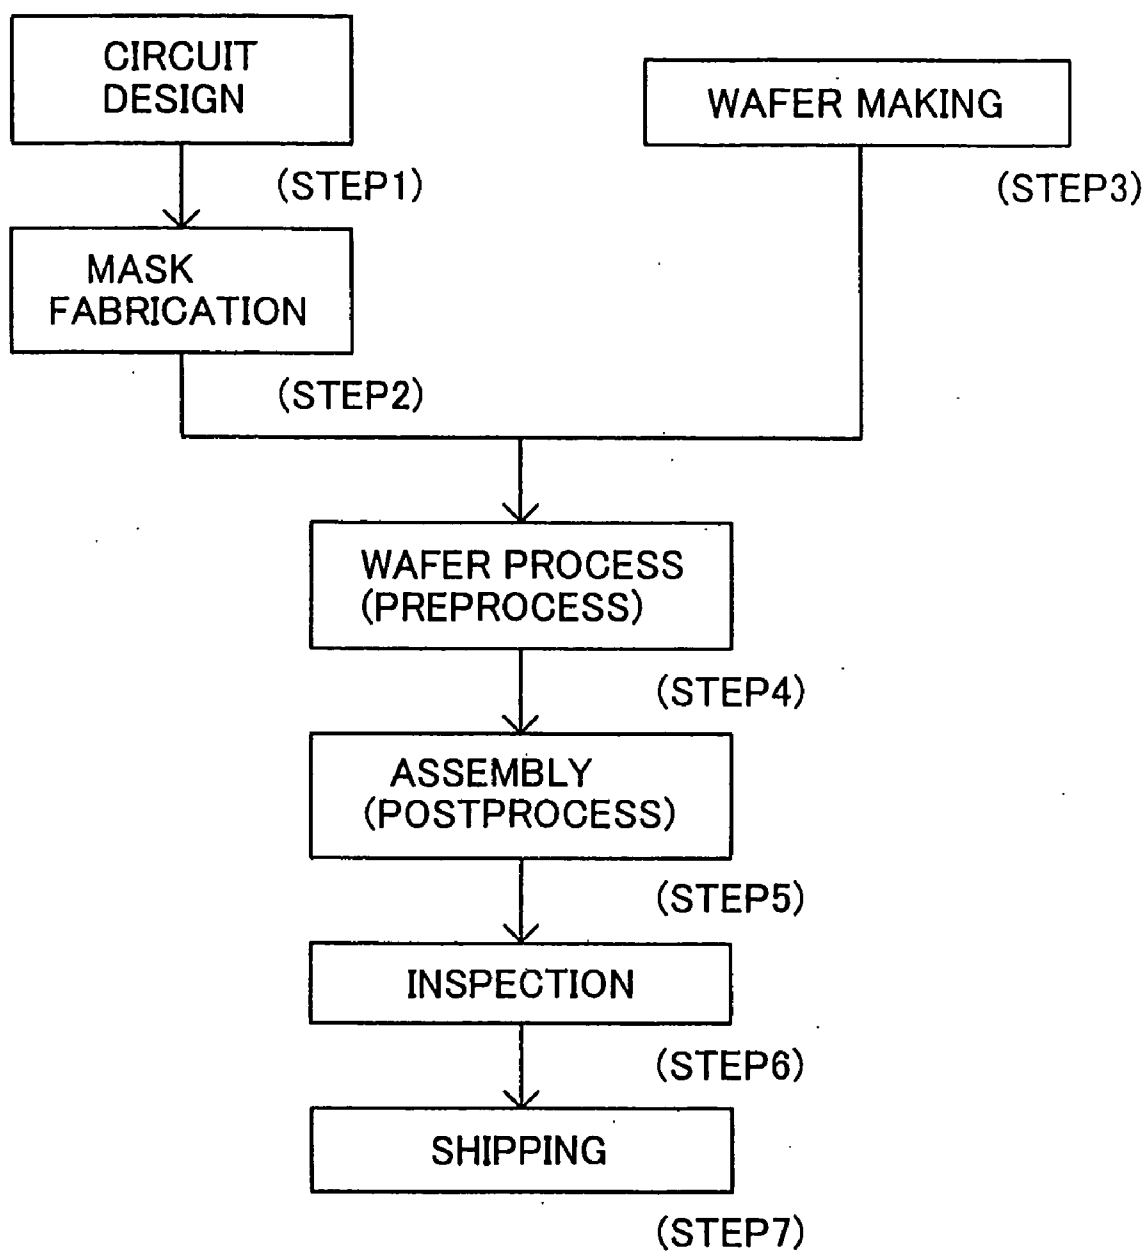 CIRCUIT
DESIGN
(STEP1)
MASK
FABRICATION
(STEP2)
WAFER MAKING
(STEP3)
WAFER PROCESS
(PREPROCESS)
(STEP4)
ASSEMBLY
(POSTPROCESS)
(STEP5)
INSPECTION
(STEP6)
SHIPPING
(STEP7)